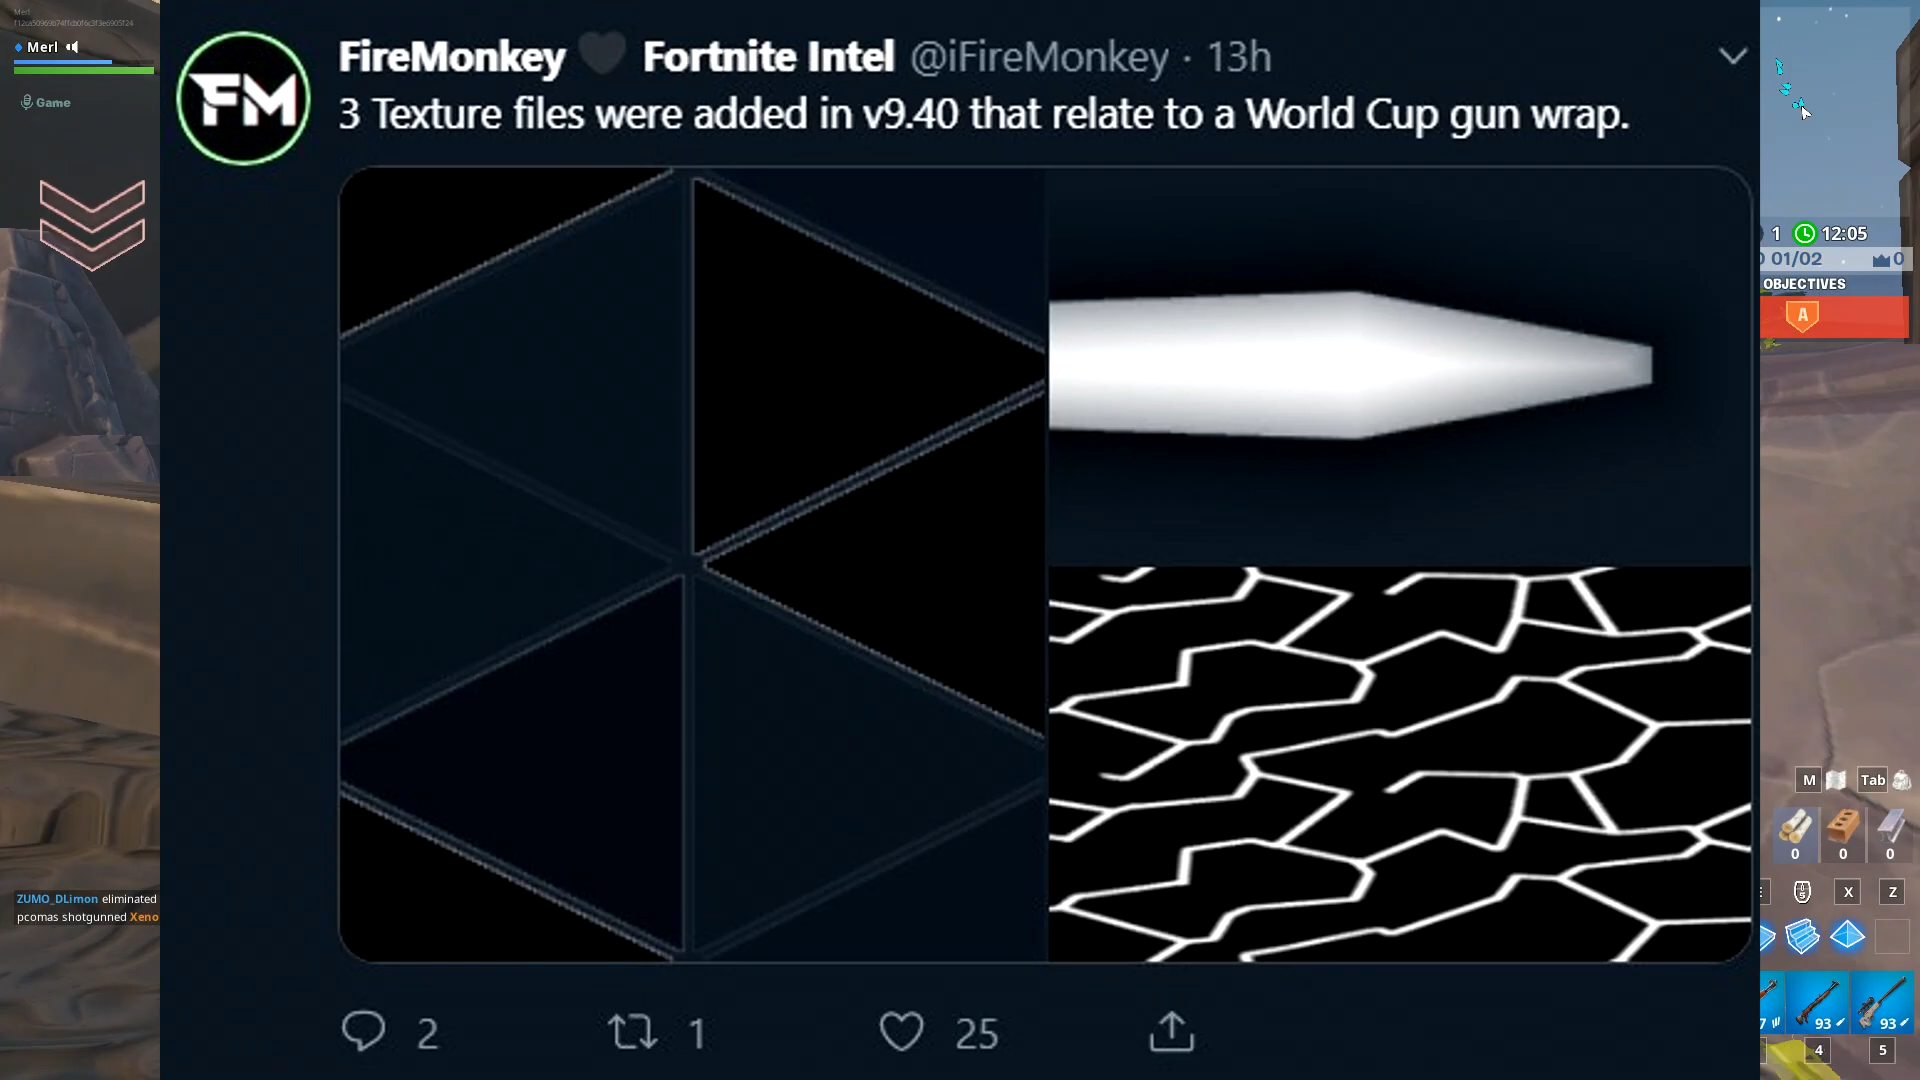 Merl
Merl
Game
FM
FireMonkey 🖤 Fortnite Intel @iFireMonkey · 13h
3 Texture files were added in v9.40 that relate to a World Cup gun wrap.
2 1 25
1 12:05
01/02 0
OBJECTIVES
A
M Tab
0 0 0
5 X Z
93 93
4 5
ZUMO_DLimon eliminated
pcomas shotgunned Xeno